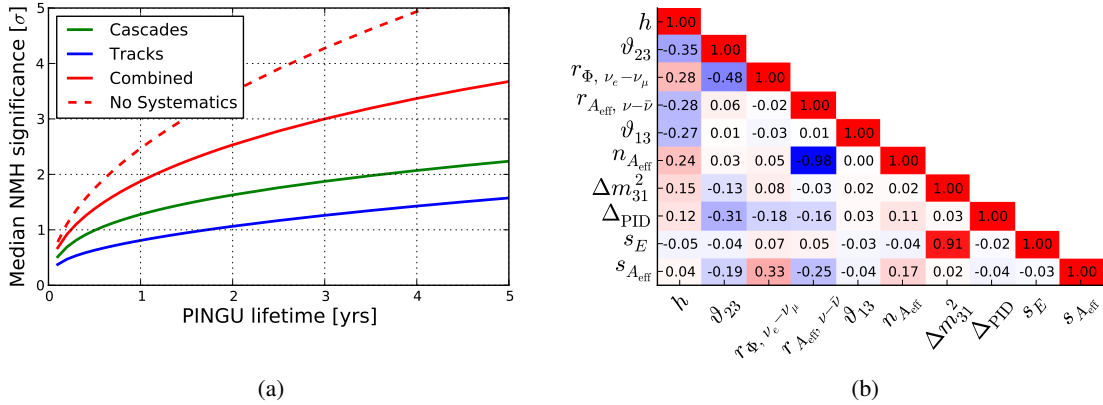 Median NMH significance [σ]
5
4
3
2
1
0
Cascades
Tracks
Combined
No Systematics
0 1 2 3 4 5
PINGU lifetime [yrs]
(a)
h 1.00
ϑ23 -0.35 1.00
rΦ, νe−νμ 0.28 -0.48 1.00
rAeff, ν−ν̄ -0.28 0.06 -0.02 1.00
ϑ13 -0.27 0.01 -0.03 0.01 1.00
nAeff 0.24 0.03 0.05 -0.98 0.00 1.00
Δm²31 0.15 -0.13 0.08 -0.03 0.02 0.02 1.00
ΔPID 0.12 -0.31 -0.18 -0.16 0.03 0.11 0.03 1.00
sE -0.05 -0.04 0.07 0.05 -0.03 -0.04 0.91 -0.02 1.00
sAeff 0.04 -0.19 0.33 -0.25 -0.04 0.17 0.02 -0.04 -0.03 1.00
h ϑ23 rΦ, νe−νμ rAeff, ν−ν̄ ϑ13 nAeff Δm²31 ΔPID sE sAeff
(b)